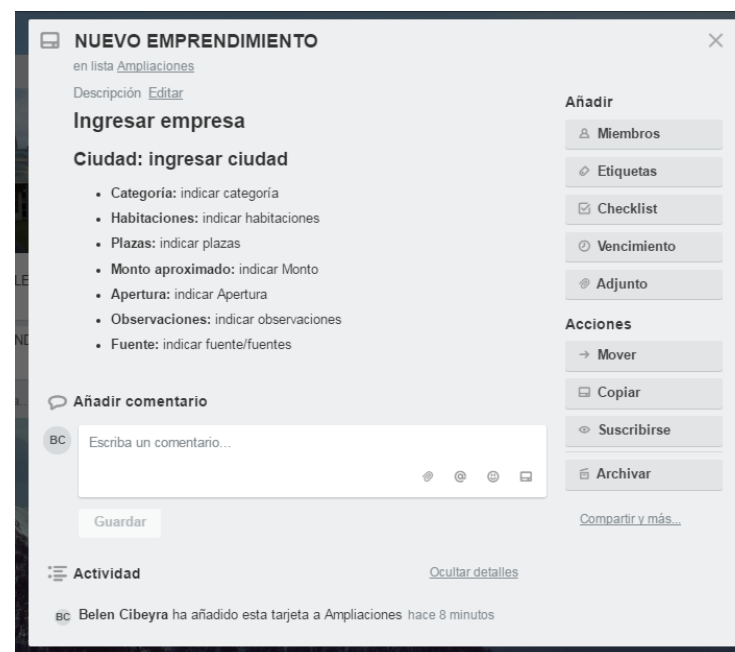 NUEVO EMPRENDIMIENTO
en lista Ampliaciones
Descripción Editar
Ingresar empresa
Ciudad: ingresar ciudad
• Categoría: indicar categoría
• Habitaciones: indicar habitaciones
• Plazas: indicar plazas
• Monto aproximado: indicar Monto
• Apertura: indicar Apertura
• Observaciones: indicar observaciones
• Fuente: indicar fuente/fuentes
Añadir comentario
BC
Escriba un comentario...
Guardar
Actividad
Ocultar detalles
BC Belen Cibeyra ha añadido esta tarjeta a Ampliaciones hace 8 minutos
Añadir
Miembros
Etiquetas
Checklist
Vencimiento
Adjunto
Acciones
Mover
Copiar
Suscribirse
Archivar
Compartir y más...